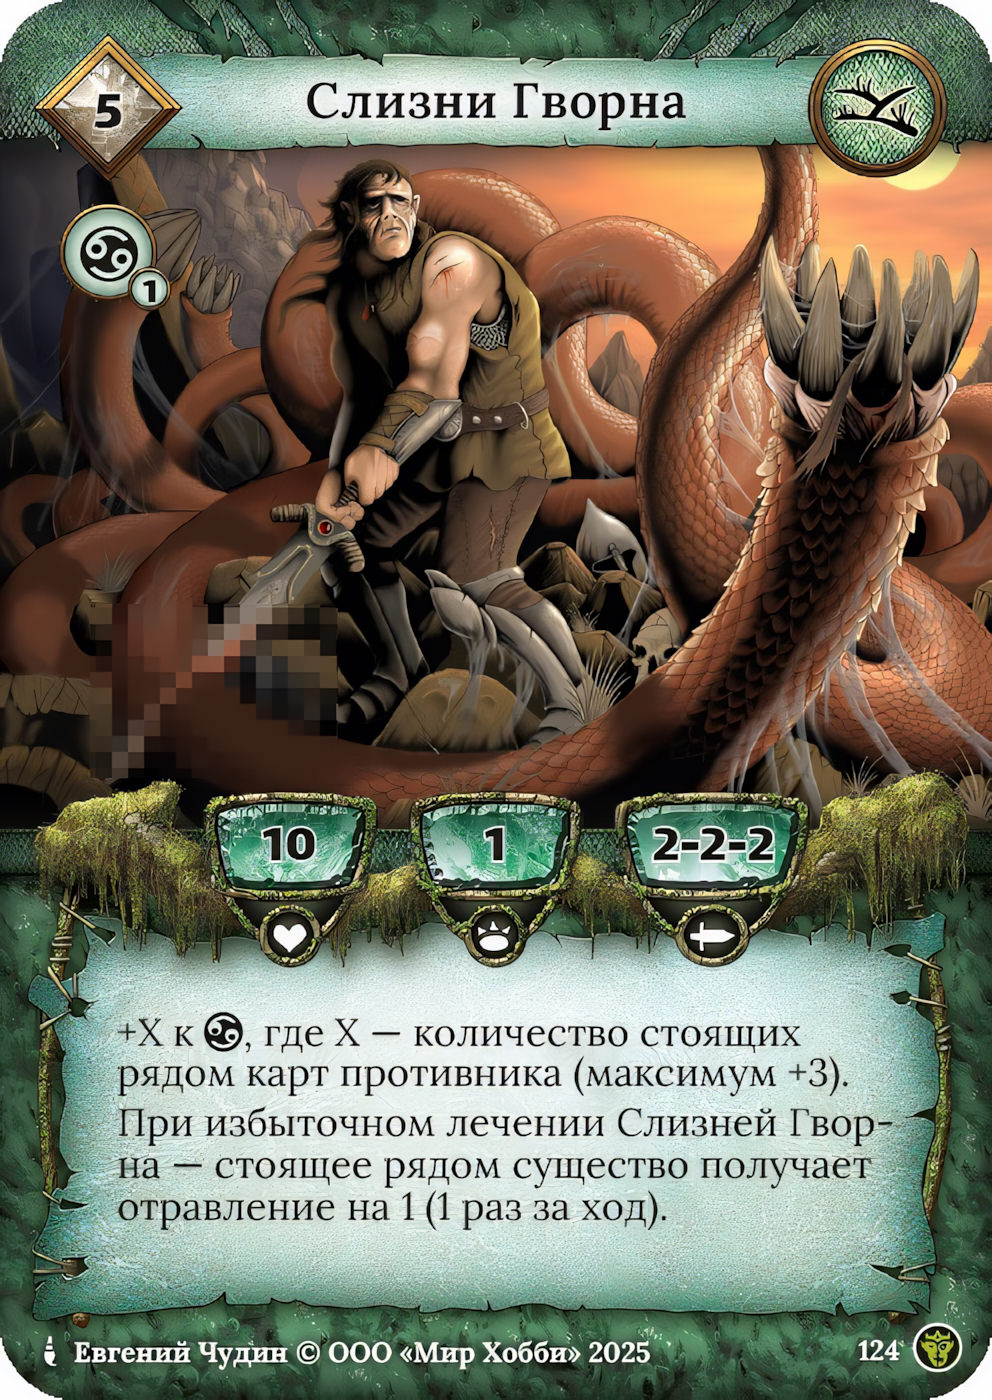 5
Слизни Гворна
1
10
1
2-2-2
+X к , где X — количество стоящих
рядом карт противника (максимум +3).
При избыточном лечении Слизней Гвор-
на — стоящее рядом существо получает
отравление на 1 (1 раз за ход).
Евгений Чудин © ООО «Мир Хобби» 2025
124